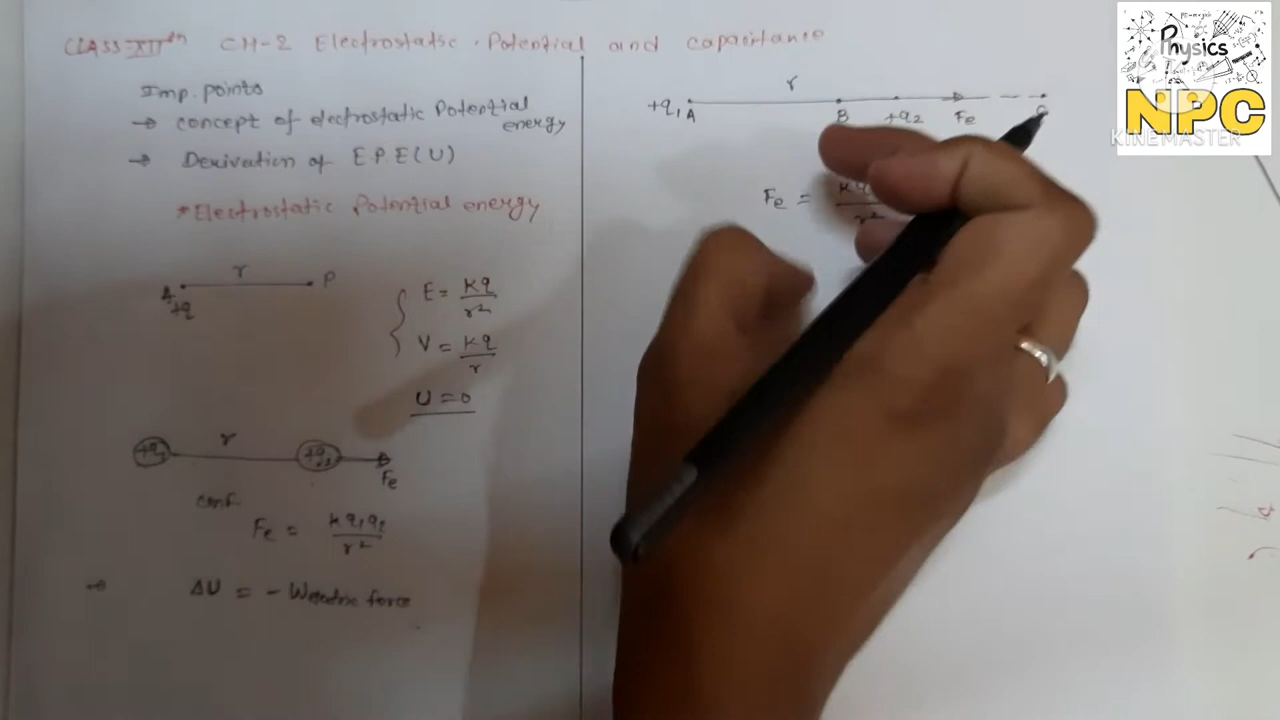 CLASS-XIIth CH-2 Electrostatic Potential and capacitance
Imp. points
→ concept of electrostatic Potential energy
→ Derivation of E.P.E (U)
*Electrostatic Potential energy
r
A P
+q
E = kq/r²
V = kq/r
U = 0
r
+q1 +q2
Fe
conf.
Fe = kq1q2/r²
→ ΔU = - Welectric force
r
+q1 A B +q2 Fe C
Fe =
r²
Physics
NPC
KINEMASTER